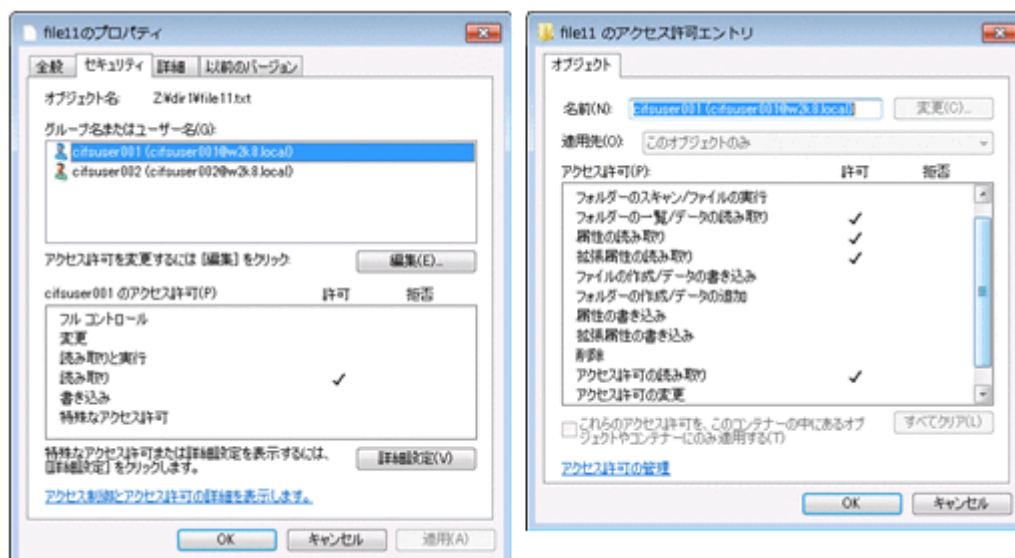 file11のプロパティ
全般 セキュリティ 詳細 以前のバージョン
オブジェクト名: Z:¥dir1¥file11.txt
グループ名またはユーザー名(G):
cifsuser001 (cifsuser001@w2k8.local)
cifsuser002 (cifsuser002@w2k8.local)
アクセス許可を変更するには [編集] をクリック: 編集(E)...
cifsuser001 のアクセス許可(P) 許可 拒否
フル コントロール
変更
読み取りと実行
読み取り ✓
書き込み
特殊なアクセス許可
特殊なアクセス許可または詳細設定を表示するには、
[詳細設定] をクリックします。 詳細設定(V)
アクセス制御とアクセス許可の詳細を表示します。
OK キャンセル 適用(A)
file11 のアクセス許可エントリ
オブジェクト
名前(N): cifsuser001 (cifsuser001@w2k8.local) 変更(C)...
適用先(O): このオブジェクトのみ
アクセス許可(P): 許可 拒否
フォルダーのスキャン/ファイルの実行
フォルダーの一覧/データの読み取り ✓
属性の読み取り ✓
拡張属性の読み取り ✓
ファイルの作成/データの書き込み
フォルダーの作成/データの追加
属性の書き込み
拡張属性の書き込み
削除
アクセス許可の読み取り ✓
アクセス許可の変更
これらのアクセス許可を、このコンテナーの中にあるオブ
ジェクトやコンテナーにのみ適用する(T) すべてクリア(L)
アクセス許可の管理
OK キャンセル